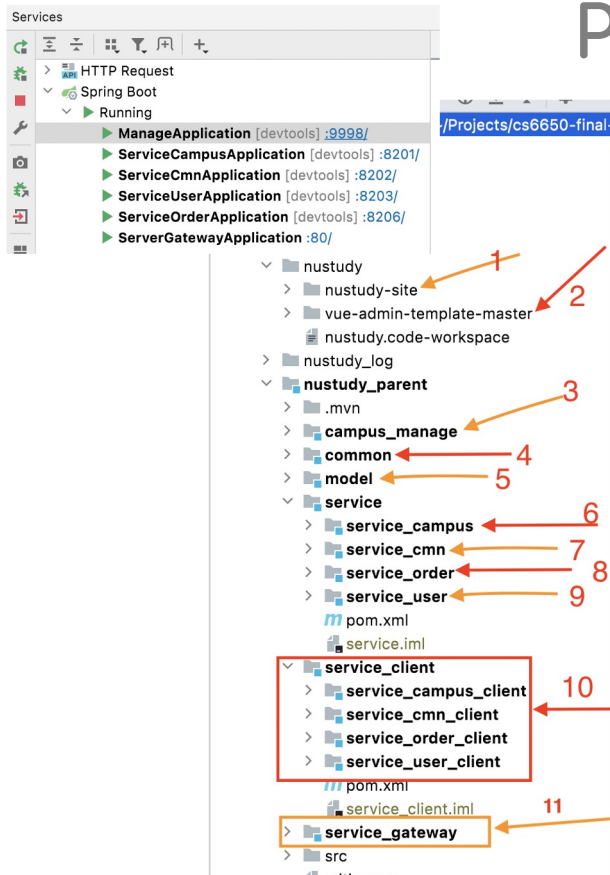 Services
P
HTTP Request
Spring Boot
Running
ManageApplication [devtools] :9998/
/Projects/cs6650-final-
ServiceCampusApplication [devtools] :8201/
ServiceCmnApplication [devtools] :8202/
ServiceUserApplication [devtools] :8203/
ServiceOrderApplication [devtools] :8206/
ServerGatewayApplication :80/
nustudy
1
nustudy-site
2
vue-admin-template-master
nustudy.code-workspace
nustudy_log
nustudy_parent
3
.mvn
campus_manage
common
4
model
5
service
6
service_campus
service_cmn
7
service_order
8
service_user
9
pom.xml
service.iml
service_client
service_campus_client
10
service_cmn_client
service_order_client
service_user_client
pom.xml
service_client.iml
11
service_gateway
src